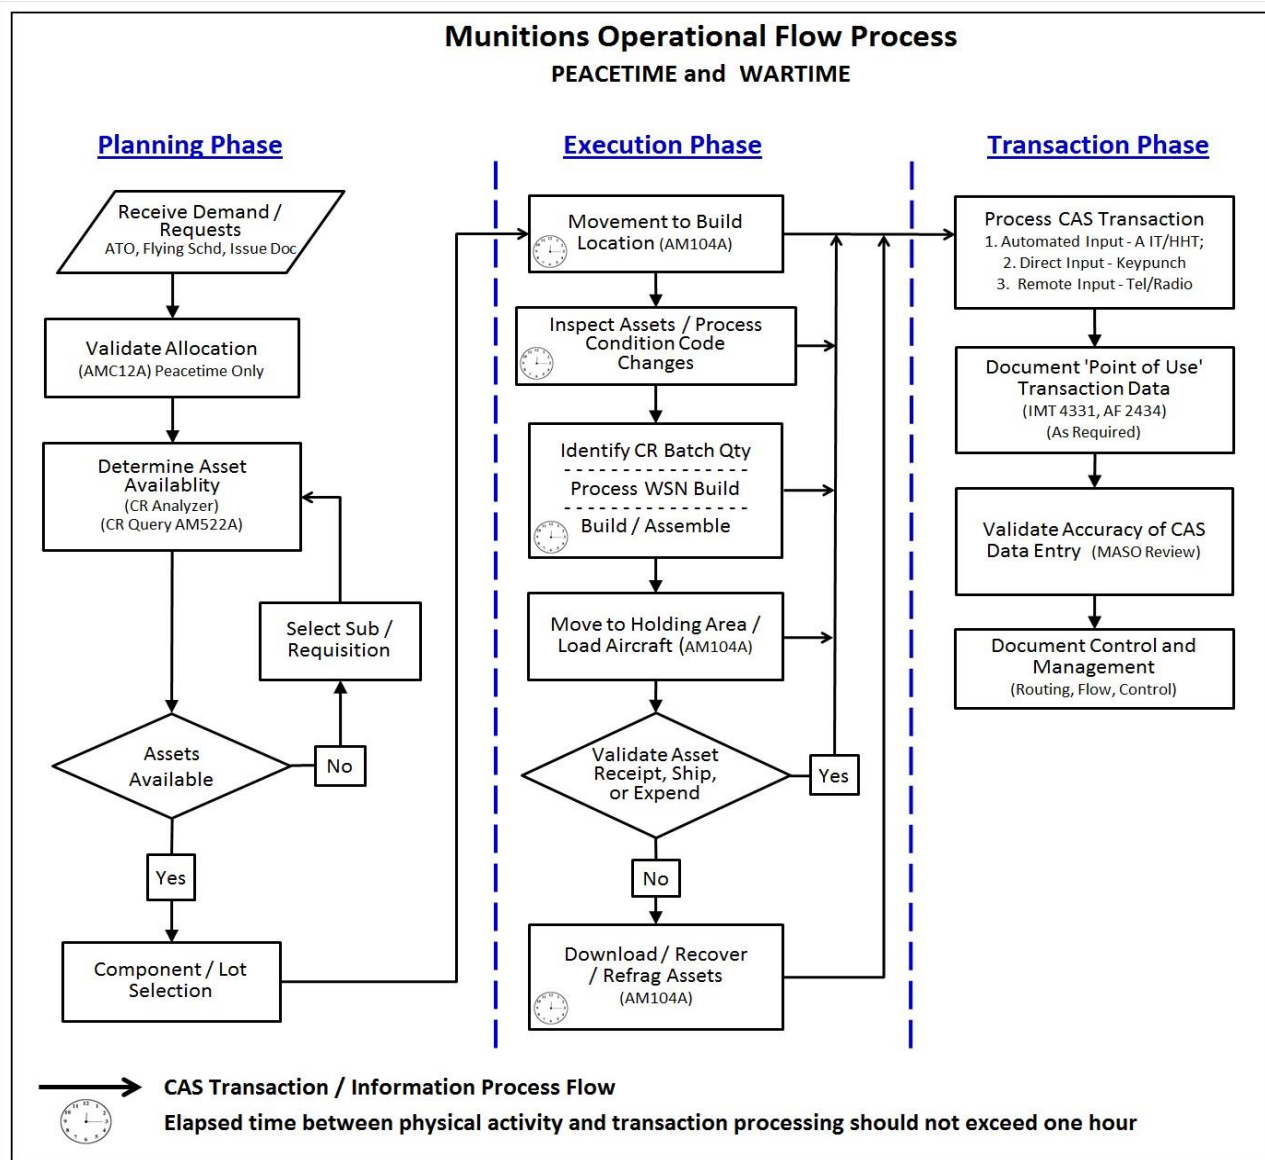 Munitions Operational Flow Process
PEACETIME and WARTIME
Planning Phase
Receive Demand /
Requests
ATO, Flying Schd, Issue Doc
Validate Allocation
(AMC12A) Peacetime Only
Determine Asset
Availablity
(CR Analyzer)
(CR Query AM522A)
Select Sub /
Requisition
Assets
Available
No
Yes
Component / Lot
Selection
Execution Phase
Movement to Build
Location (AM104A)
Inspect Assets / Process
Condition Code
Changes
Identify CR Batch Qty
Process WSN Build
Build / Assemble
Move to Holding Area /
Load Aircraft (AM104A)
Validate Asset
Receipt, Ship,
or Expend
Yes
No
Download / Recover
/ Refrag Assets
(AM104A)
Transaction Phase
Process CAS Transaction
1. Automated Input - A IT/HHT;
2. Direct Input - Keypunch
3. Remote Input - Tel/Radio
Document 'Point of Use'
Transaction Data
(IMT 4331, AF 2434)
(As Required)
Validate Accuracy of CAS
Data Entry (MASO Review)
Document Control and
Management
(Routing, Flow, Control)
CAS Transaction / Information Process Flow
Elapsed time between physical activity and transaction processing should not exceed one hour